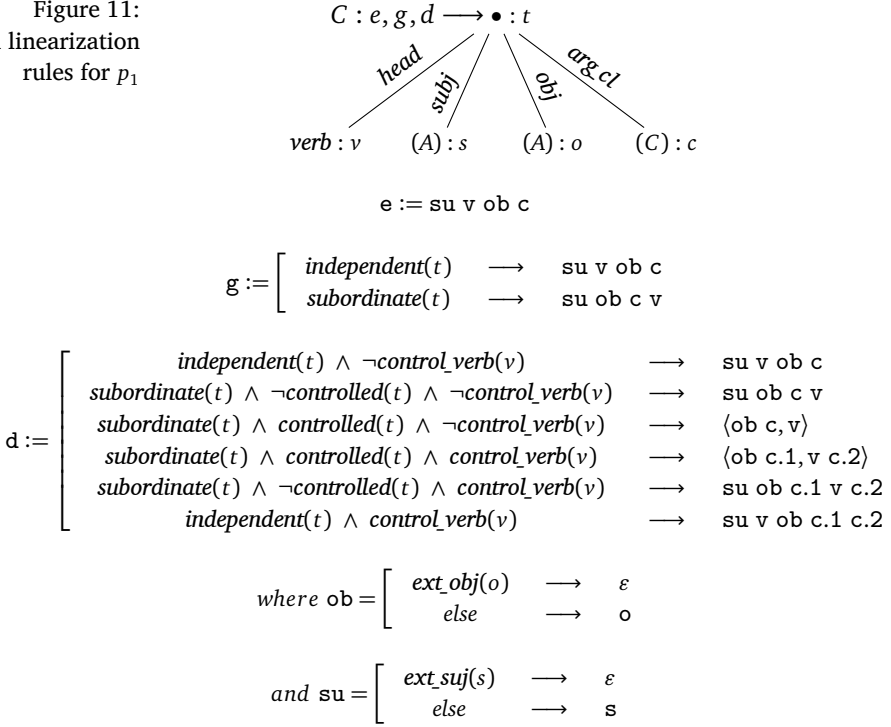 Figure 11:
linearization
rules for p₁
C : e, g, d ⟶ • : t
head subj obj arg_cl
verb : v (A) : s (A) : o (C) : c
e := su v ob c
g := [ independent(t) ⟶ su v ob c
subordinate(t) ⟶ su ob c v
d := [ independent(t) ∧ ¬control_verb(v) ⟶ su v ob c
subordinate(t) ∧ ¬controlled(t) ∧ ¬control_verb(v) ⟶ su ob c v
subordinate(t) ∧ controlled(t) ∧ ¬control_verb(v) ⟶ ⟨ob c, v⟩
subordinate(t) ∧ controlled(t) ∧ control_verb(v) ⟶ ⟨ob c.1, v c.2⟩
subordinate(t) ∧ ¬controlled(t) ∧ control_verb(v) ⟶ su ob c.1 v c.2
independent(t) ∧ control_verb(v) ⟶ su v ob c.1 c.2
where ob = [ ext_obj(o) ⟶ ε
else ⟶ o
and su = [ ext_suj(s) ⟶ ε
else ⟶ s